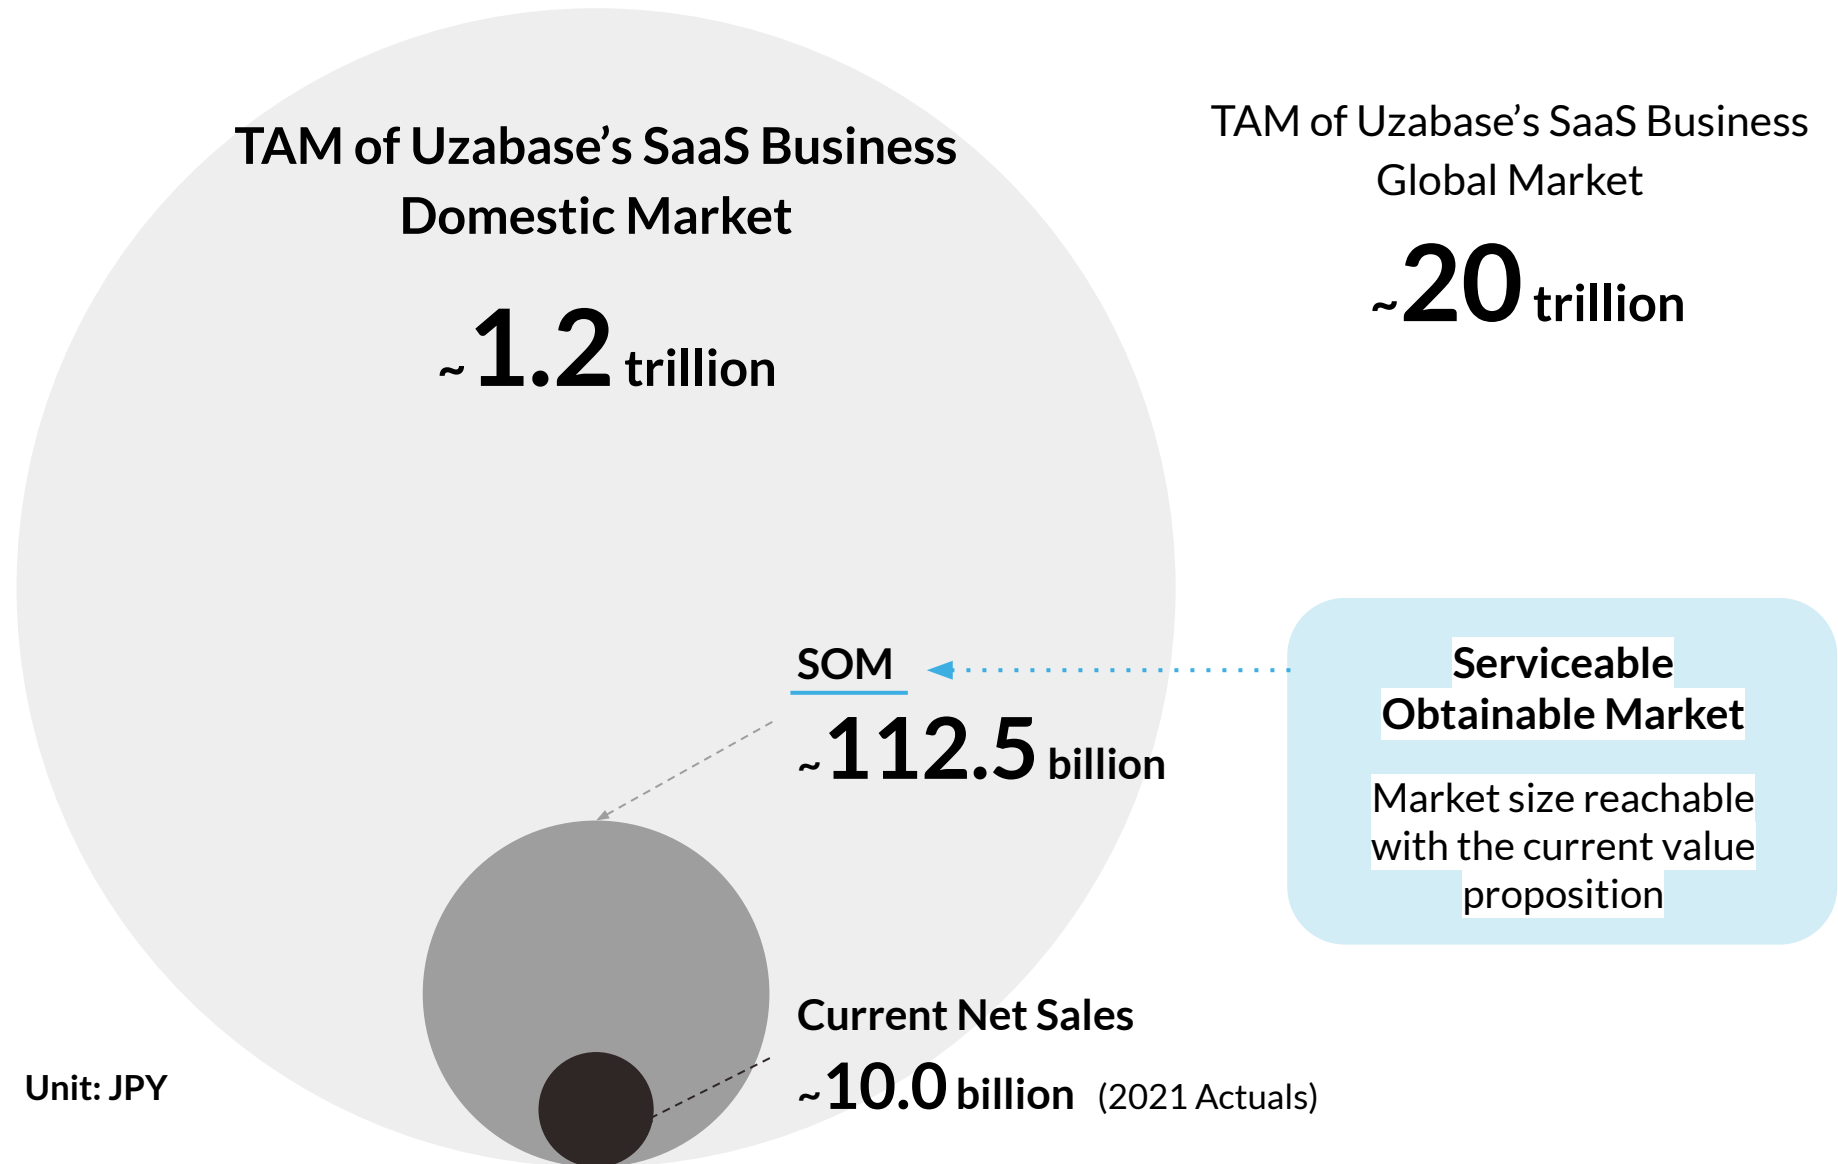 TAM of Uzabase’s SaaS Business
Domestic Market
~1.2 trillion
TAM of Uzabase’s SaaS Business
Global Market
~20 trillion
SOM
~112.5 billion
Serviceable
Obtainable Market
Market size reachable
with the current value
proposition
Current Net Sales
~10.0 billion (2021 Actuals)
Unit: JPY